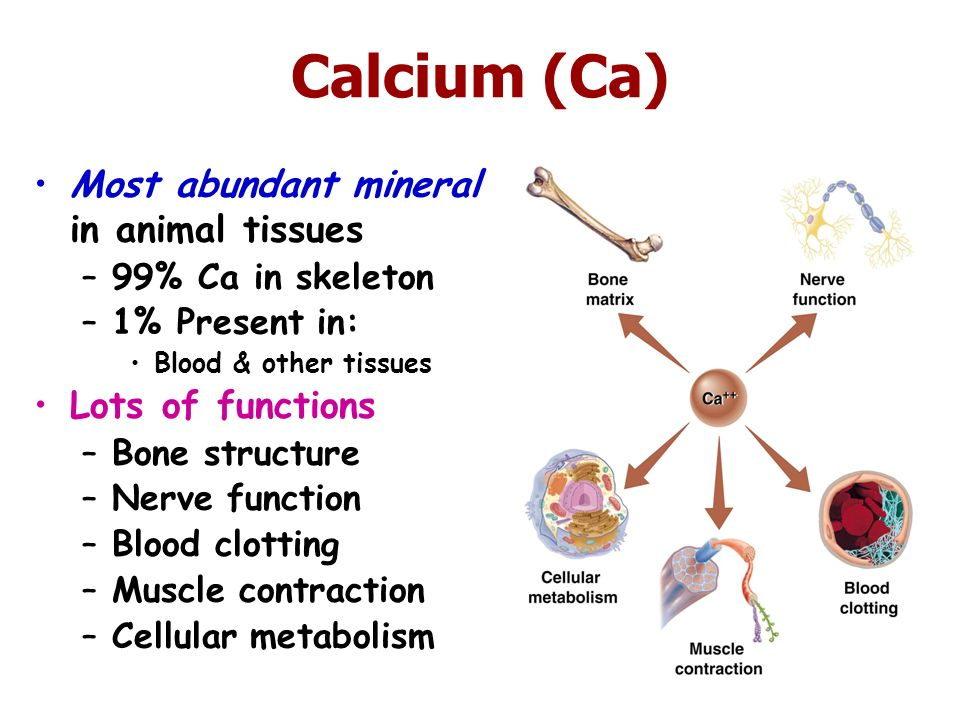 Calcium (Ca)
• Most abundant mineral
in animal tissues
– 99% Ca in skeleton
– 1% Present in:
• Blood & other tissues
• Lots of functions
– Bone structure
– Nerve function
– Blood clotting
– Muscle contraction
– Cellular metabolism
Bone
matrix
Nerve
function
Ca++
Cellular
metabolism
Muscle
contraction
Blood
clotting